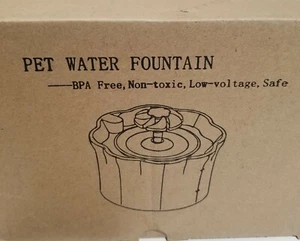 PET WATER FOUNTAIN
——BPA Free, Non-toxic, Low-voltage, Safe